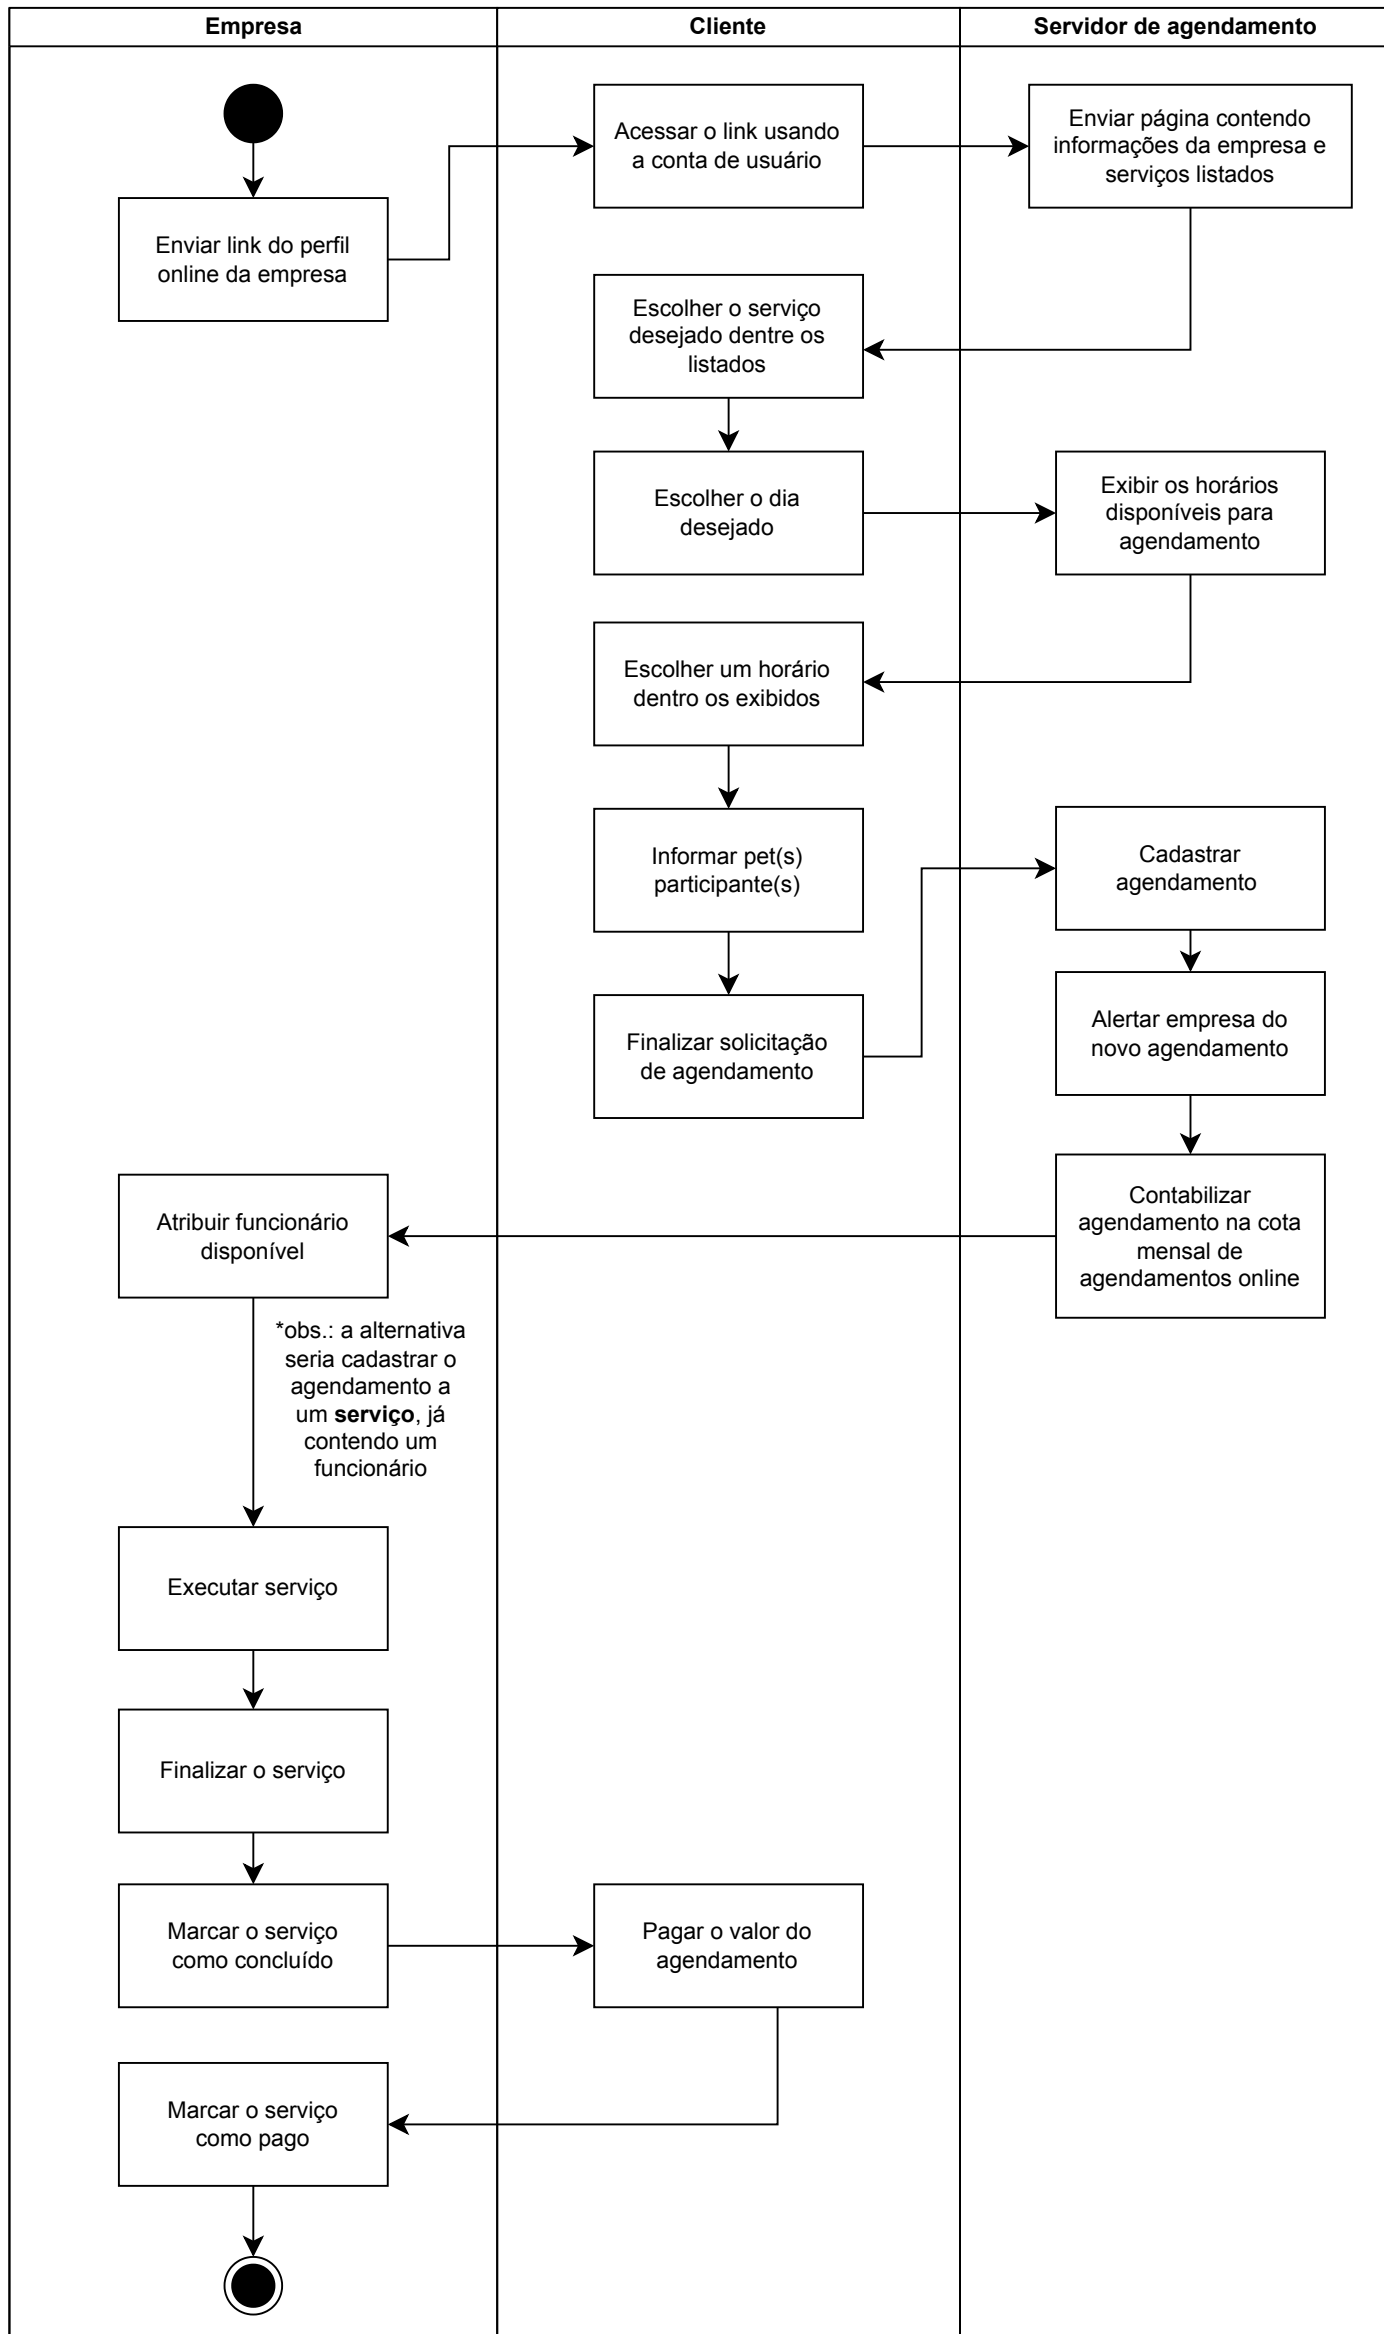 Empresa
Cliente
Servidor de agendamento
Enviar link do perfil
online da empresa
Acessar o link usando
a conta de usuário
Enviar página contendo
informações da empresa e
serviços listados
Escolher o serviço
desejado dentre os
listados
Escolher o dia
desejado
Exibir os horários
disponíveis para
agendamento
Escolher um horário
dentro os exibidos
Informar pet(s)
participante(s)
Finalizar solicitação
de agendamento
Cadastrar
agendamento
Alertar empresa do
novo agendamento
Contabilizar
agendamento na cota
mensal de
agendamentos online
Atribuir funcionário
disponível
*obs.: a alternativa
seria cadastrar o
agendamento a
um serviço, já
contendo um
funcionário
Executar serviço
Finalizar o serviço
Marcar o serviço
como concluído
Pagar o valor do
agendamento
Marcar o serviço
como pago